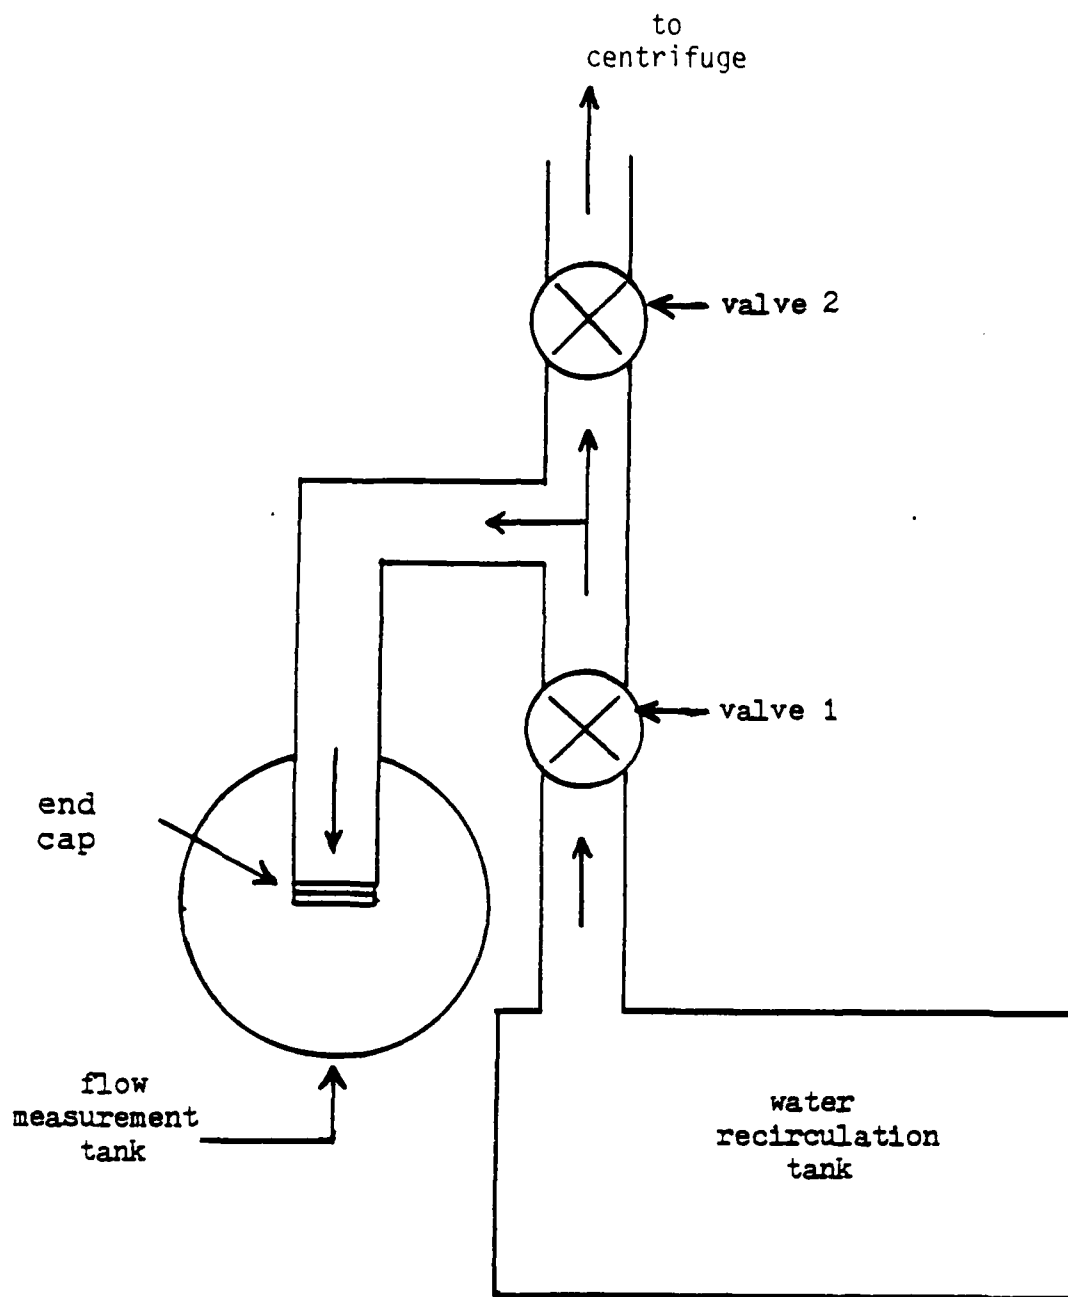 to
centrifuge
valve 2
valve 1
end
cap
flow
measurement
tank
water
recirculation
tank